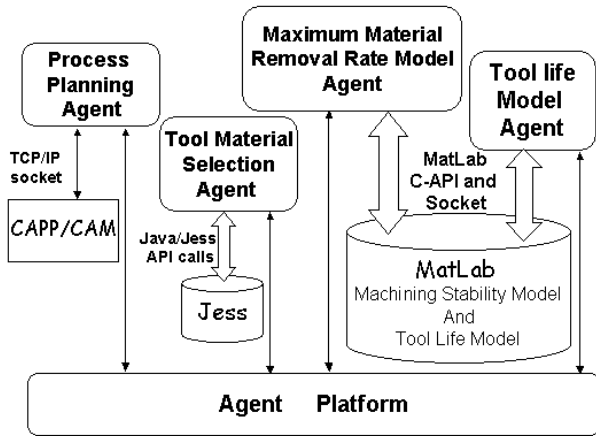 Process
Planning
Agent
Maximum Material
Removal Rate Model
Agent
Tool life
Model
Agent
Tool Material
Selection
Agent
TCP/IP
socket
CAPP/CAM
Java/Jess
API calls
Jess
MatLab
C-API and
Socket
MatLab
Machining Stability Model
And
Tool Life Model
Agent Platform